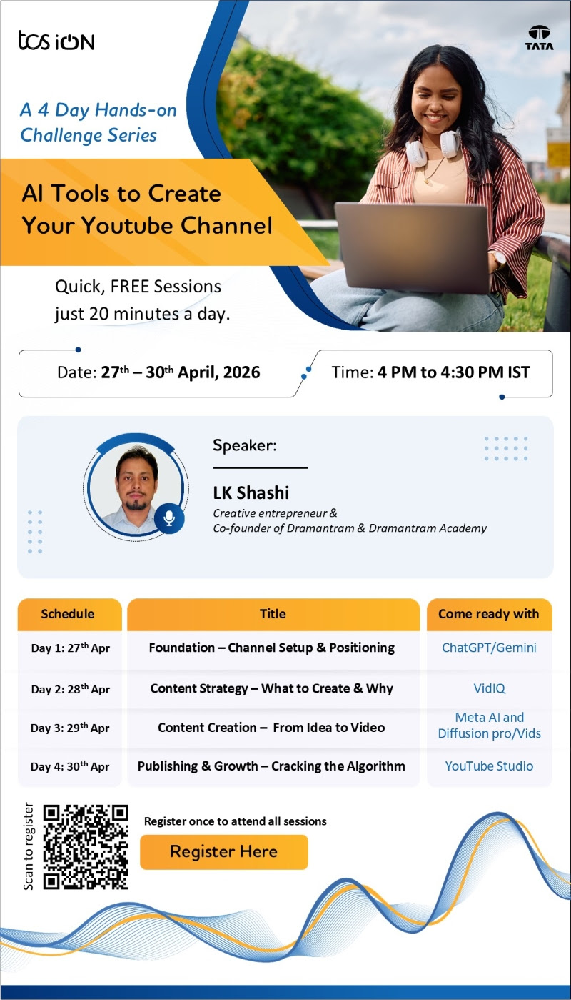 tcs iON
TATA
A 4 Day Hands-on
Challenge Series
AI Tools to Create
Your Youtube Channel
Quick, FREE Sessions
just 20 minutes a day.
Date: 27th – 30th April, 2026
Time: 4 PM to 4:30 PM IST
Speaker:
LK Shashi
Creative entrepreneur &
Co-founder of Dramantram & Dramantram Academy
Schedule Title Come ready with
Day 1: 27th Apr Foundation – Channel Setup & Positioning ChatGPT/Gemini
Day 2: 28th Apr Content Strategy – What to Create & Why VidIQ
Day 3: 29th Apr Content Creation – From Idea to Video Meta AI and
Diffusion pro/Vids
Day 4: 30th Apr Publishing & Growth – Cracking the Algorithm YouTube Studio
Scan to register
Register once to attend all sessions
Register Here